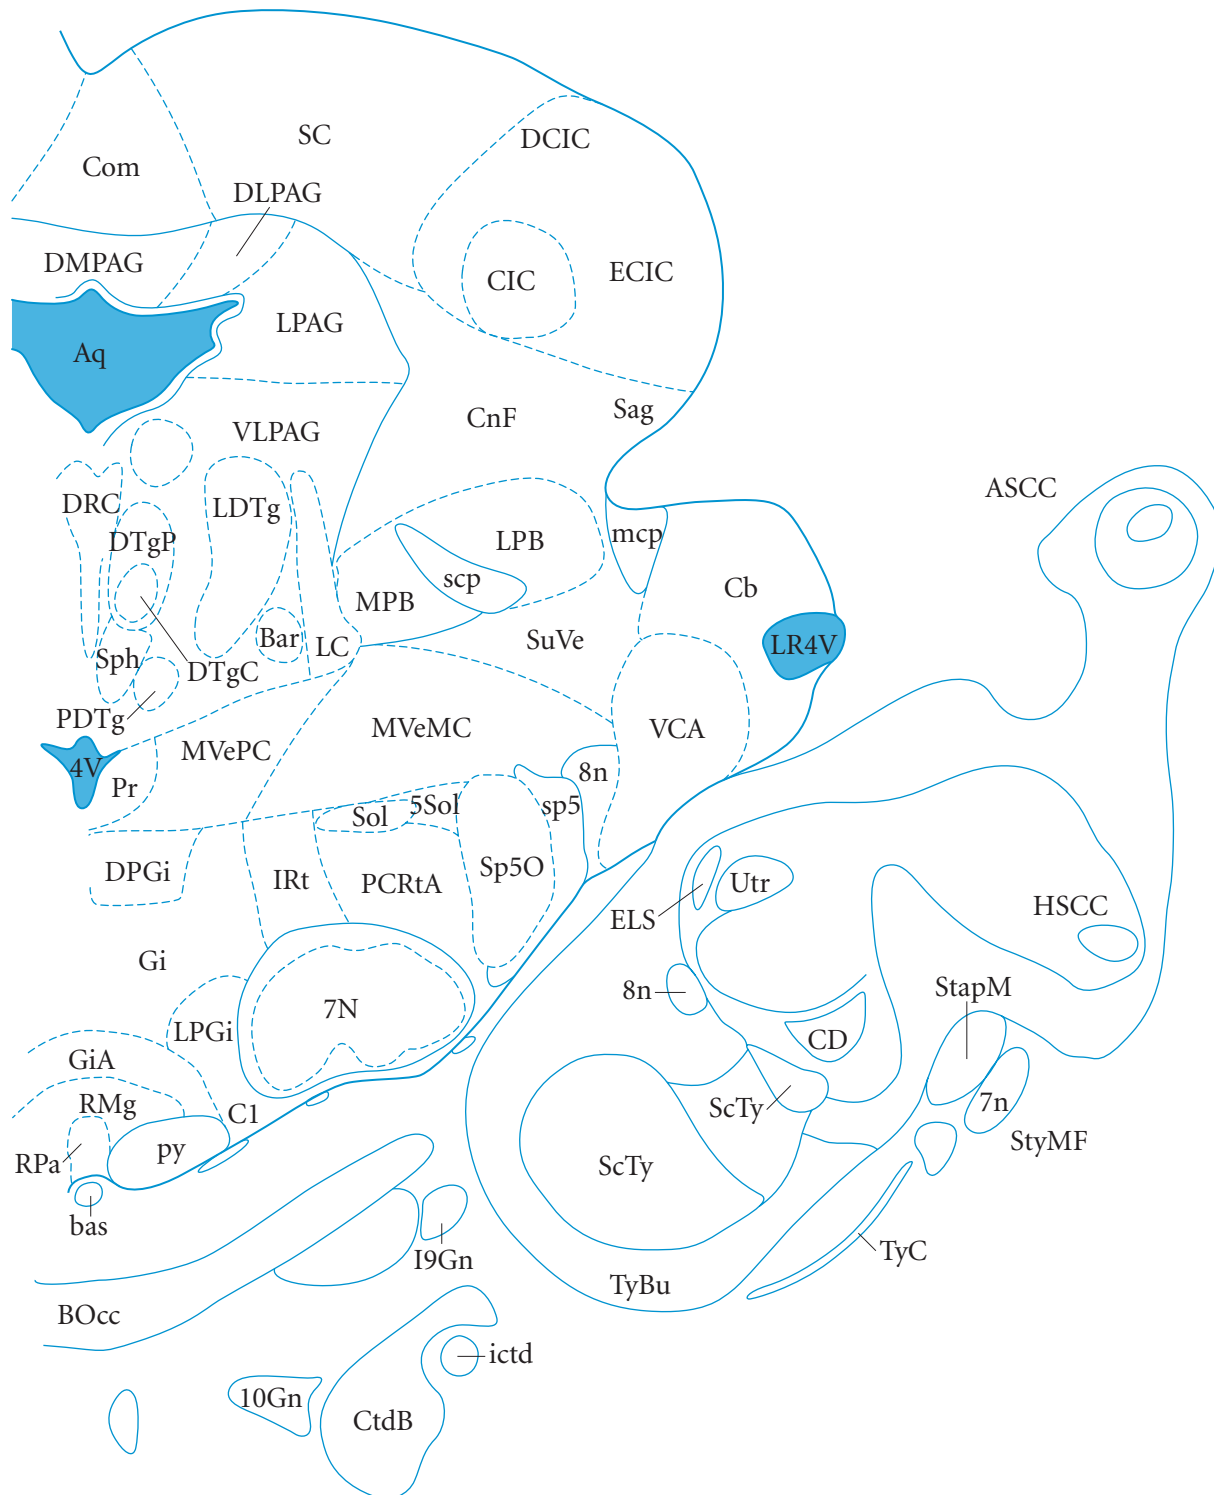 SC
DCIC
Com
DLPAG
DMPAG
CIC
ECIC
LPAG
Aq
Sag
CnF
VLPAG
ASCC
DRC
LDTg
DTgP
LPB
mcp
scp
Cb
MPB
Bar
SuVe
LC
LR4V
Sph
DTgC
PDTg
MVeMC
VCA
MVePC
4V
8n
Pr
5Sol
sp5
Sol
DPGi
IRt
PCRtA
Sp5O
Utr
HSCC
ELS
Gi
8n
StapM
7N
LPGi
CD
GiA
RMg
C1
ScTy
7n
StyMF
py
RPa
ScTy
bas
I9Gn
TyC
TyBu
BOcc
ictd
10Gn
CtdB